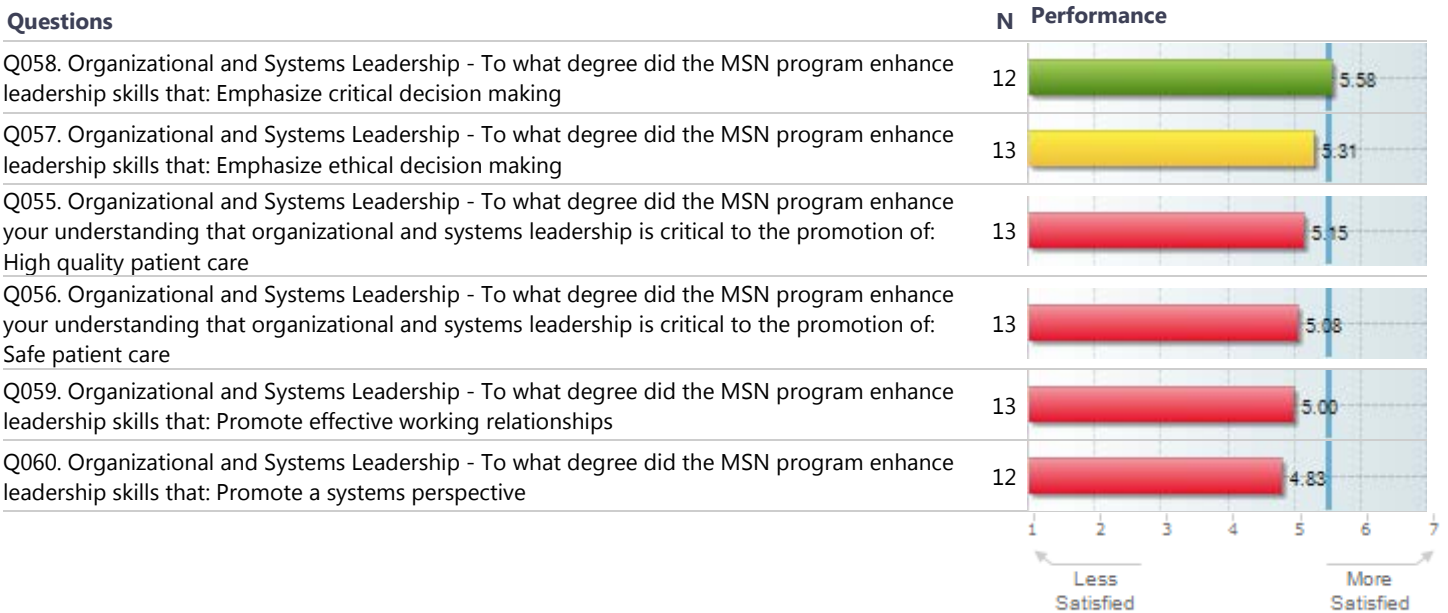 Questions N Performance
Q058. Organizational and Systems Leadership - To what degree did the MSN program enhance
leadership skills that: Emphasize critical decision making
12
5.58
Q057. Organizational and Systems Leadership - To what degree did the MSN program enhance
leadership skills that: Emphasize ethical decision making
13
5.31
Q055. Organizational and Systems Leadership - To what degree did the MSN program enhance
your understanding that organizational and systems leadership is critical to the promotion of:
High quality patient care
13
5.15
Q056. Organizational and Systems Leadership - To what degree did the MSN program enhance
your understanding that organizational and systems leadership is critical to the promotion of:
Safe patient care
13
5.08
Q059. Organizational and Systems Leadership - To what degree did the MSN program enhance
leadership skills that: Promote effective working relationships
13
5.00
Q060. Organizational and Systems Leadership - To what degree did the MSN program enhance
leadership skills that: Promote a systems perspective
12
4.83
1 2 3 4 5 6 7
Less
Satisfied
More
Satisfied